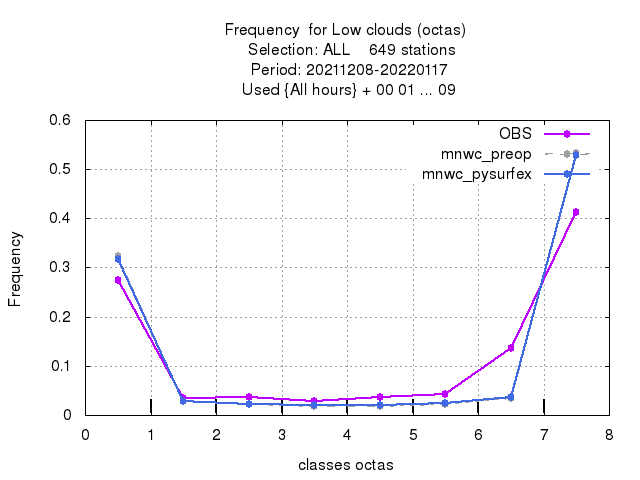 Frequency  for Low clouds (octas)
Selection: ALL    649 stations
Period: 20211208-20220117
Used {All hours} + 00 01 ... 09
0.6
0.5
0.4
0.3
0.2
0.1
0
Frequency
OBS
mnwc_preop
mnwc_pysurfex
0 1 2 3 4 5 6 7 8
classes octas